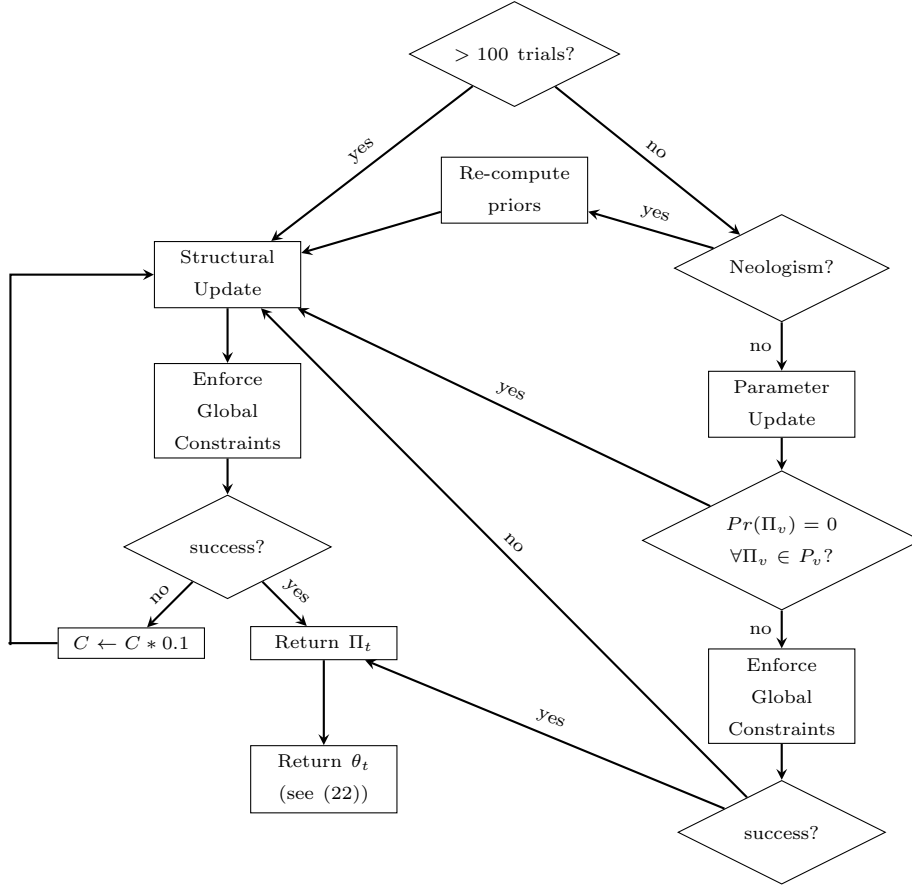 > 100 trials?
yes
no
Re-compute
priors
yes
Structural
Update
Neologism?
no
Enforce
Global
Constraints
yes
Parameter
Update
success?
no
Pr(Π_v) = 0
∀Π_v ∈ P_v?
no
yes
no
C ← C ∗ 0.1
Return Π_t
Enforce
Global
Constraints
yes
Return θ_t
(see (22))
success?